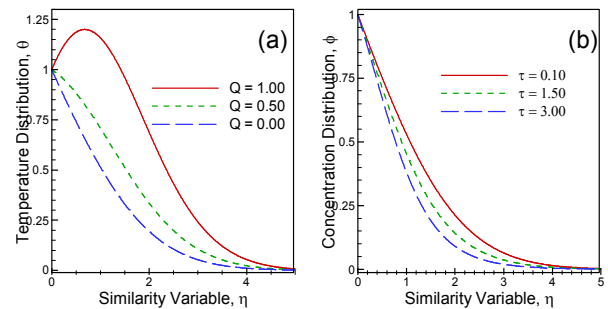 (a)
Temperature Distribution, θ
1.25
1
0.75
0.5
0.25
0
Q = 1.00
Q = 0.50
Q = 0.00
0 2 4
Similarity Variable, η
(b)
Concentration Distribution, ϕ
1
0.75
0.5
0.25
0
τ = 0.10
τ = 1.50
τ = 3.00
0 1 2 3 4 5
Similarity Variable, η